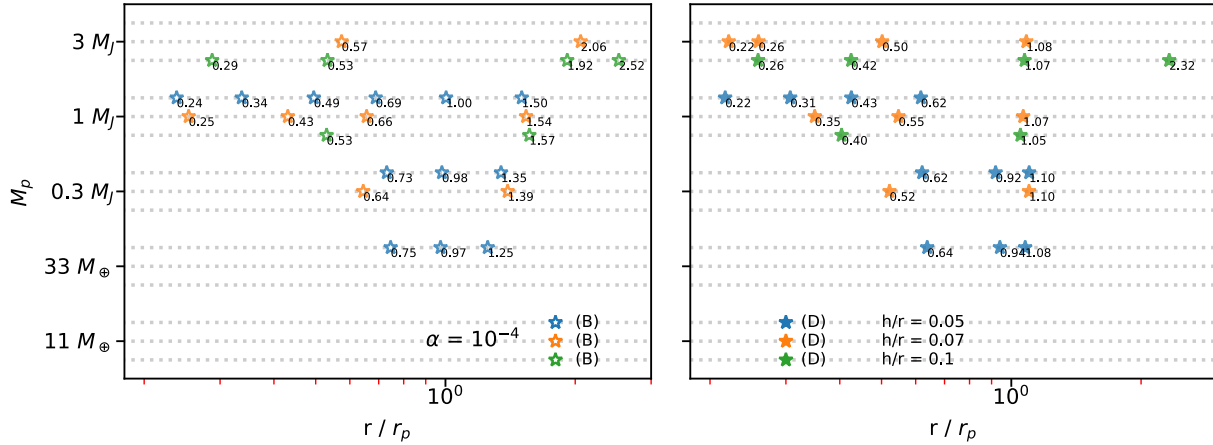 3 M_J
1 M_J
0.3 M_J
33 M_⊕
11 M_⊕
M_p
0.57 2.06
0.29 0.53 1.92 2.52
0.24 0.34 0.49 0.69 1.00 1.50
0.25 0.43 0.66 1.54
0.53 1.57
0.73 0.98 1.35
0.64 1.39
0.75 0.97 1.25
α = 10⁻⁴
(B)
(B)
(B)
10⁰
r / r_p
0.22 0.26 0.50 1.08
0.26 0.42 1.07 2.32
0.22 0.31 0.43 0.62
0.35 0.55 1.07
0.40 1.05
0.62 0.92 1.10
0.52 1.10
0.64 0.94 1.08
(D) h/r = 0.05
(D) h/r = 0.07
(D) h/r = 0.1
10⁰
r / r_p